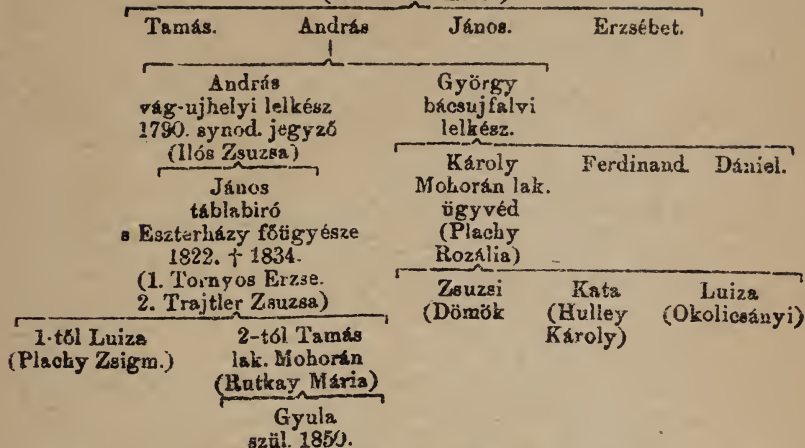 Tamás. András János. Erzsébet.
András György
vág-ujhelyi lelkész bácsujfalvi
1790. synod. jegyző lelkész.
(Ilós Zsuzsa)
Károly Ferdinand. Dániel.
János Mohorán lak.
táblabiró ügyvéd
s Eszterházy főügyésze (Plachy
1822. † 1834. Rozália)
(1. Tornyos Erzse.
2. Trajtler Zsuzsa)
Zsuzsi Kata Luiza
(Dömök (Hulley (Okolicsányi)
Károly)
1-től Luiza 2-tól Tamás
(Plachy Zsigm.) lak. Mohorán
(Rutkay Mária)
Gyula
szül. 1850.